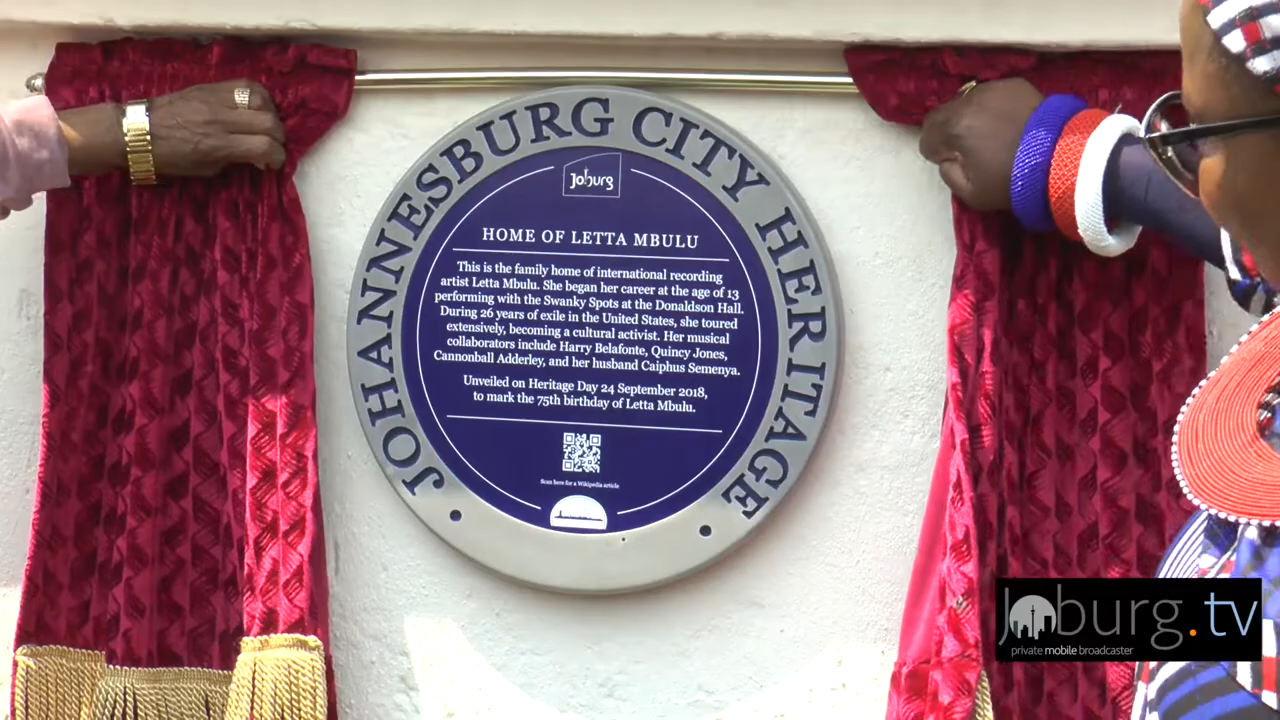 JOHANNESBURG CITY HERITAGE
Joburg
HOME OF LETTA MBULU
This is the family home of international recording
artist Letta Mbulu. She began her career at the age of 13
performing with the Swanky Spots at the Donaldson Hall.
During 26 years of exile in the United States, she toured
extensively, becoming a cultural activist. Her musical
collaborators include Harry Belafonte, Quincy Jones,
Cannonball Adderley, and her husband Caiphus Semenya.
Unveiled on Heritage Day 24 September 2018,
to mark the 75th birthday of Letta Mbulu.
Scan here for a Wikipedia article
Joburg.tv
private mobile broadcaster